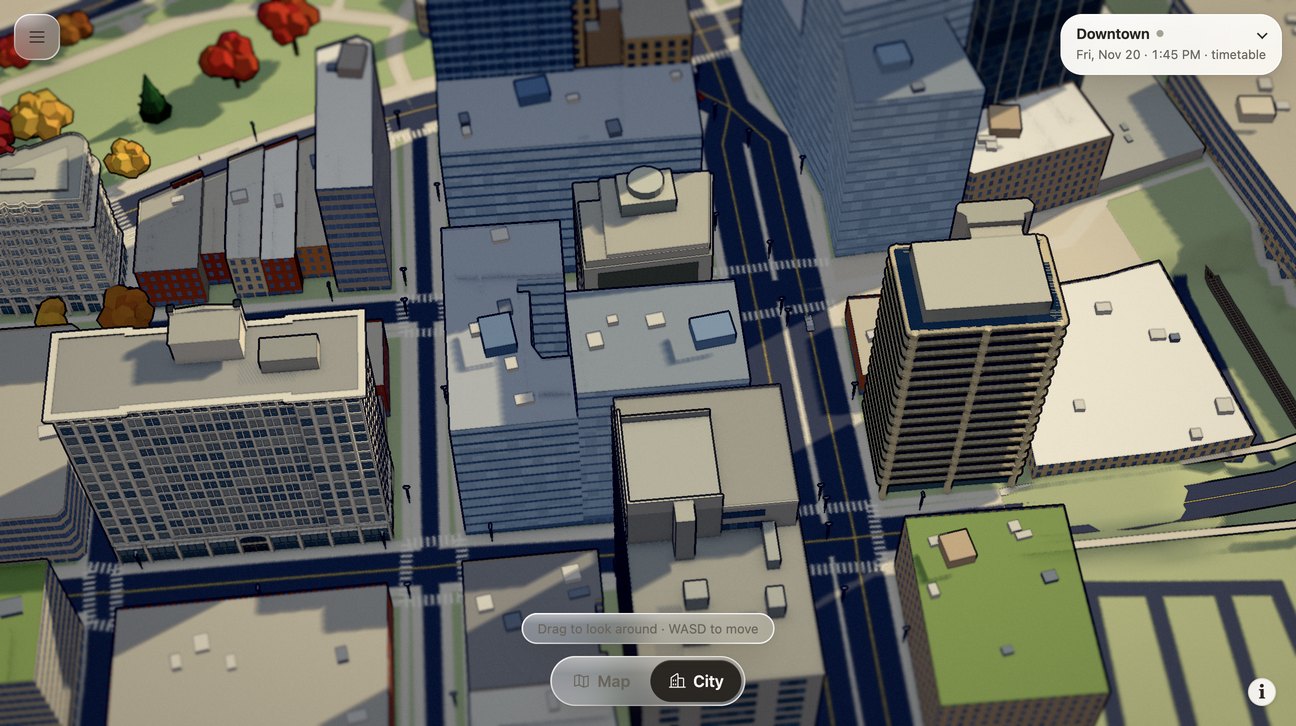 Downtown
Fri, Nov 20 · 1:45 PM · timetable
Drag to look around · WASD to move
Map
City
i